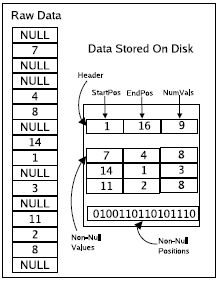 Raw Data
NULL
7
NULL
NULL
4
8
NULL
14
1
NULL
3
NULL
11
2
8
NULL
Data Stored On Disk
Header
StartPos EndPos NumVals
1 16 9
7 4 8
14 1 3
11 2 8
0100110110101110
Non-Null
Values
Non-Null
Positions